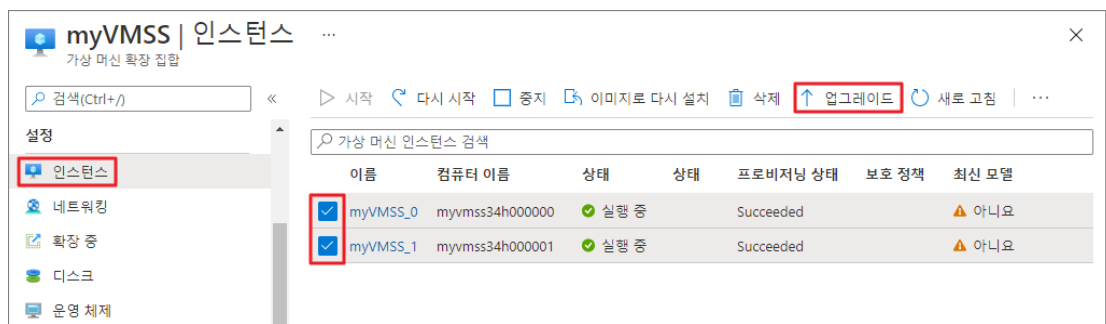 myVMSS | 인스턴스 ...
가상 머신 확장 집합
검색(Ctrl+/) «
시작 다시 시작 중지 이미지로 다시 설치 삭제 업그레이드 새로 고침 ...
설정
인스턴스
네트워킹
확장 중
디스크
운영 체제
가상 머신 인스턴스 검색
이름 컴퓨터 이름 상태 상태 프로비저닝 상태 보호 정책 최신 모델
myVMSS_0 myvmss34h000000 실행 중 Succeeded 아니요
myVMSS_1 myvmss34h000001 실행 중 Succeeded 아니요